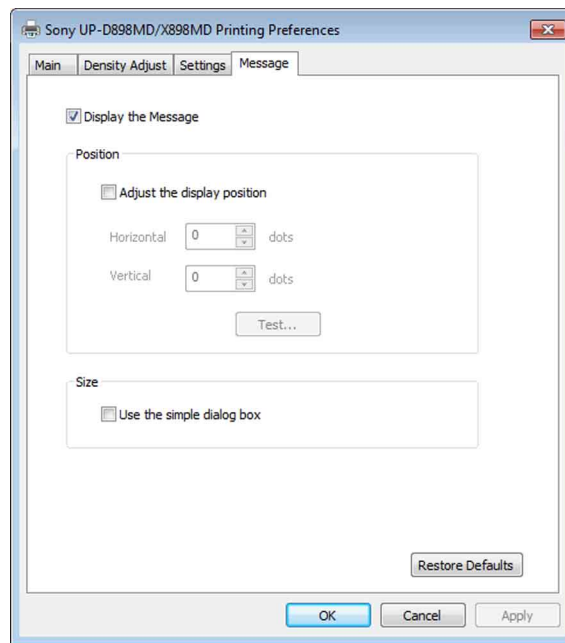 Sony UP-D898MD/X898MD Printing Preferences
Main Density Adjust Settings Message
Display the Message
Position
Adjust the display position
Horizontal 0 dots
Vertical 0 dots
Test...
Size
Use the simple dialog box
Restore Defaults
OK Cancel Apply